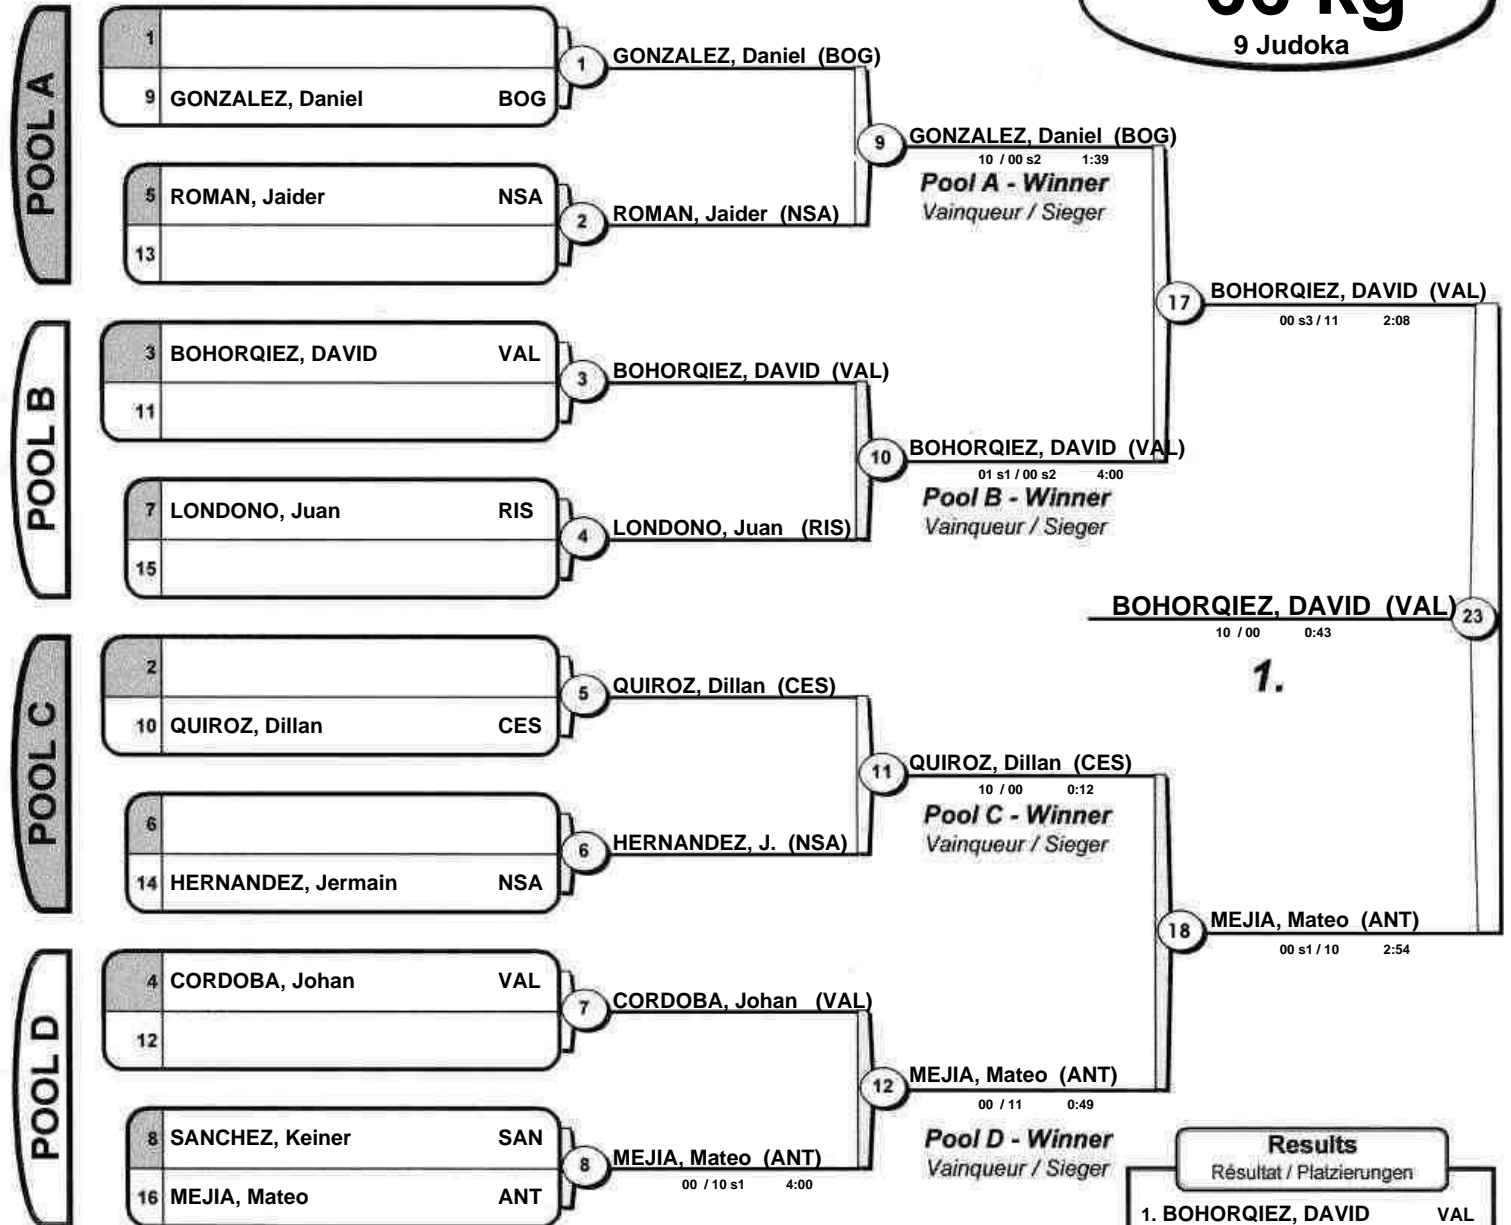 kg
9 Judoka
POOL A
1
9 GONZALEZ, Daniel BOG
5 ROMAN, Jaider NSA
13
1 GONZALEZ, Daniel (BOG)
2 ROMAN, Jaider (NSA)
9 GONZALEZ, Daniel (BOG)
10 / 00 s2 1:39
Pool A - Winner
Vainqueur / Sieger
POOL B
3 BOHORQIEZ, DAVID VAL
11
7 LONDONO, Juan RIS
15
3 BOHORQIEZ, DAVID (VAL)
4 LONDONO, Juan (RIS)
10 BOHORQIEZ, DAVID (VAL)
01 s1 / 00 s2 4:00
Pool B - Winner
Vainqueur / Sieger
17 BOHORQIEZ, DAVID (VAL)
00 s3 / 11 2:08
BOHORQIEZ, DAVID (VAL) 23
10 / 00 0:43
1.
POOL C
2
10 QUIROZ, Dillan CES
6
14 HERNANDEZ, Jermain NSA
5 QUIROZ, Dillan (CES)
6 HERNANDEZ, J. (NSA)
11 QUIROZ, Dillan (CES)
10 / 00 0:12
Pool C - Winner
Vainqueur / Sieger
POOL D
4 CORDOBA, Johan VAL
12
8 SANCHEZ, Keiner SAN
16 MEJIA, Mateo ANT
7 CORDOBA, Johan (VAL)
8 MEJIA, Mateo (ANT)
00 / 10 s1 4:00
12 MEJIA, Mateo (ANT)
00 / 11 0:49
Pool D - Winner
Vainqueur / Sieger
18 MEJIA, Mateo (ANT)
00 s1 / 10 2:54
Results
Résultat / Platzierungen
1. BOHORQIEZ, DAVID VAL